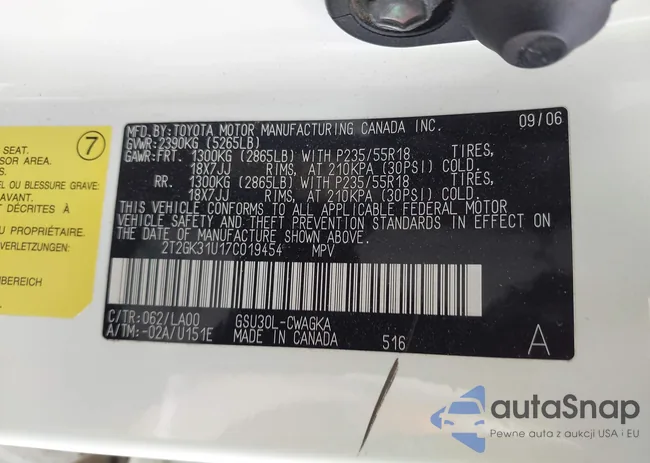 SEAT.
SOR AREA.
EL OU BLESSURE GRAVE:
AVANT.
T DÉCRITES À
U PROPRIÉTAIRE.
VERLETZUNGEN:
NBEREICH
7
MFD.BY:TOYOTA MOTOR MANUFACTURING CANADA INC. 09/06
GVWR:2390KG (5265LB)
GAWR:FRT. 1300KG (2865LB) WITH P235/55R18 TIRES,
18X7JJ RIMS, AT 210KPA (30PSI) COLD.
RR. 1300KG (2865LB) WITH P235/55R18 TIRES,
18X7JJ RIMS, AT 210KPA (30PSI) COLD.
THIS VEHICLE CONFORMS TO ALL APPLICABLE FEDERAL MOTOR
VEHICLE SAFETY AND THEFT PREVENTION STANDARDS IN EFFECT ON
THE DATE OF MANUFACTURE SHOWN ABOVE.
2T2GK31U17C019454 MPV
C/TR:062/LA00 GSU30L-CWAGKA
A/TM:-02A/U151E MADE IN CANADA 516 A
autaSnap
Pewne auta z aukcji USA i EU